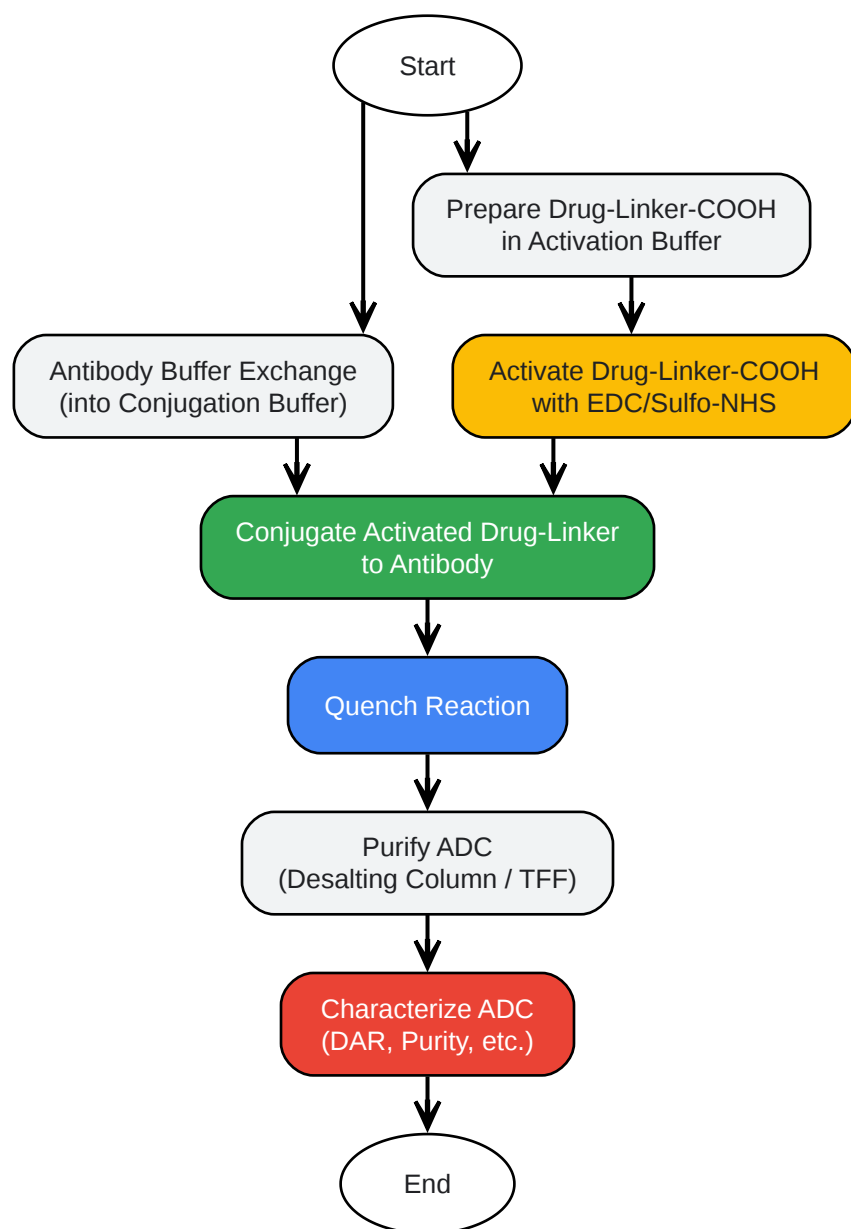 Start
Prepare Drug-Linker-COOH
in Activation Buffer
Antibody Buffer Exchange
(into Conjugation Buffer)
Activate Drug-Linker-COOH
with EDC/Sulfo-NHS
Conjugate Activated Drug-Linker
to Antibody
Quench Reaction
Purify ADC
(Desalting Column / TFF)
Characterize ADC
(DAR, Purity, etc.)
End